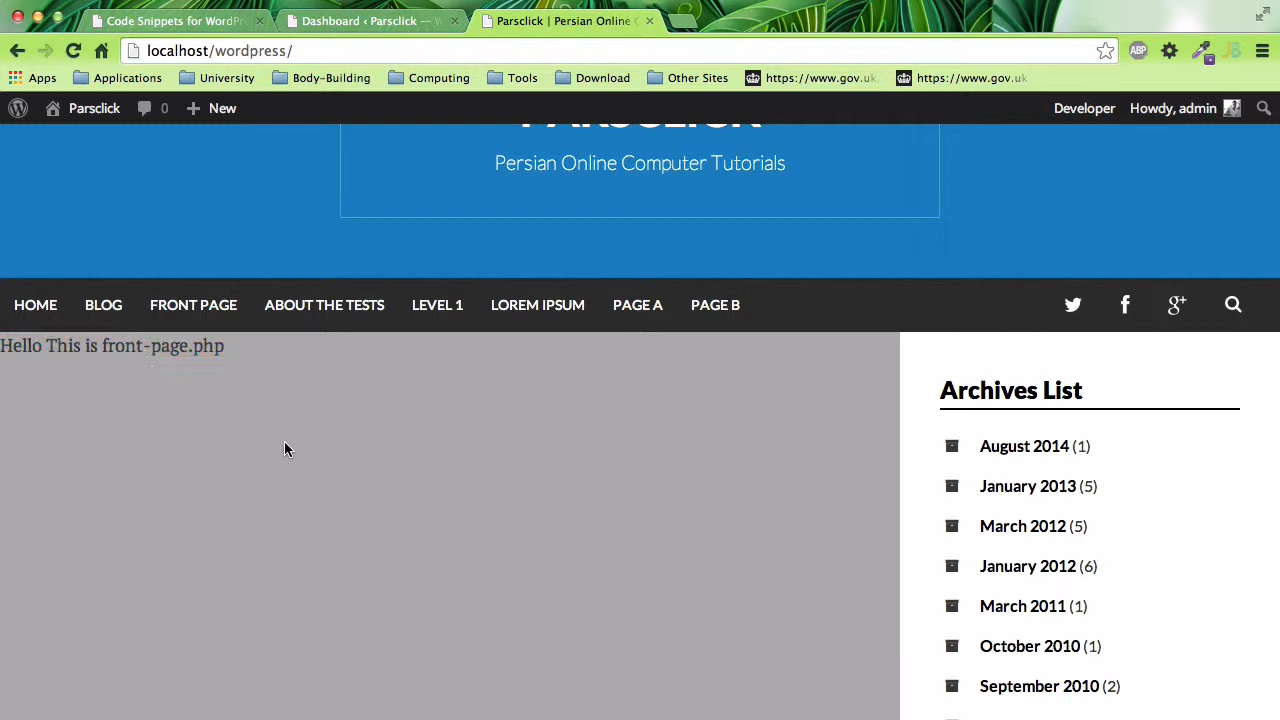 Code Snippets for WordPr
Dashboard ‹ Parsclick — W
Parsclick | Persian Online C
localhost/wordpress/
ABP
Apps
Applications
University
Body-Building
Computing
Tools
Download
Other Sites
https://www.gov.uk
https://www.gov.uk
Parsclick
0
New
Developer
Howdy, admin
PARSCLICK
Persian Online Computer Tutorials
HOME
BLOG
FRONT PAGE
ABOUT THE TESTS
LEVEL 1
LOREM IPSUM
PAGE A
PAGE B
Hello This is front-page.php
Archives List
August 2014 (1)
January 2013 (5)
March 2012 (5)
January 2012 (6)
March 2011 (1)
October 2010 (1)
September 2010 (2)